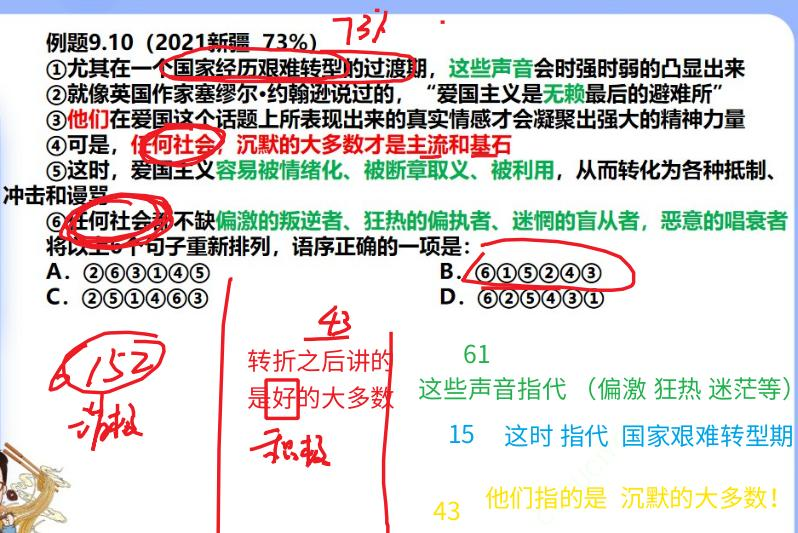 73%
例题9.10（2021新疆 73%）
①尤其在一个国家经历艰难转型的过渡期，这些声音会时强时弱的凸显出来
②就像英国作家塞缪尔·约翰逊说过的，“爱国主义是无赖最后的避难所”
③他们在爱国这个话题上所表现出来的真实情感才会凝聚出强大的精神力量
④可是，任何社会，沉默的大多数才是主流和基石
⑤这时，爱国主义容易被情绪化、被断章取义、被利用，从而转化为各种抵制、
冲击和谩骂
⑥任何社会都不缺偏激的叛逆者、狂热的偏执者、迷惘的盲从者，恶意的唱衰者
将以上6个句子重新排列，语序正确的一项是：
A．②⑥③①④⑤
B．⑥①⑤②④③
C．②⑤①④⑥③
D．⑥②⑤④③①
6152
消极
43
转折之后讲的
是好的大多数
积极
61
这些声音指代 （偏激 狂热 迷茫等）
15 这时 指代 国家艰难转型期
43 他们指的是 沉默的大多数！